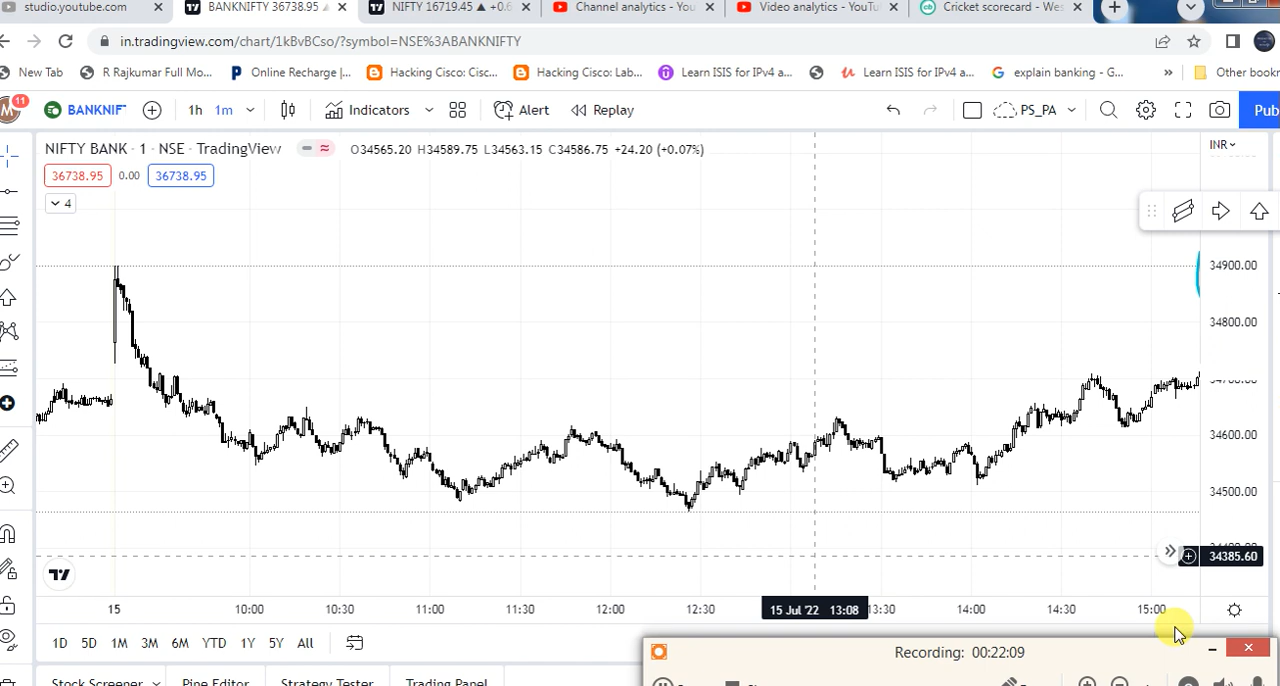 studio.youtube.com
BANKNIFTY 36738.95
NIFTY 16719.45
Channel analytics - You
Video analytics - YouTu
Cricket scorecard - Wes
in.tradingview.com/chart/1kBvBCso/?symbol=NSE%3ABANKNIFTY
New Tab
R Rajkumar Full Mo...
Online Recharge |...
Hacking Cisco: Cisc...
Hacking Cisco: Lab...
Learn ISIS for IPv4 a...
Learn ISIS for IPv4 a...
explain banking - G...
»
Other bookm
M 11
BANKNIF
1h
1m
Indicators
Alert
Replay
PS_PA
Pub
NIFTY BANK · 1 · NSE · TradingView
O34565.20 H34589.75 L34563.15 C34586.75 +24.20 (+0.07%)
INR
36738.95
0.00
36738.95
4
34900.00
34800.00
34600.00
34500.00
34385.60
15
10:00
10:30
11:00
11:30
12:00
12:30
15 Jul '22 13:08
13:30
14:00
14:30
15:00
1D
5D
1M
3M
6M
YTD
1Y
5Y
All
Recording: 00:22:09
Stock Screener
Pine Editor
Strategy Tester
Trading Panel